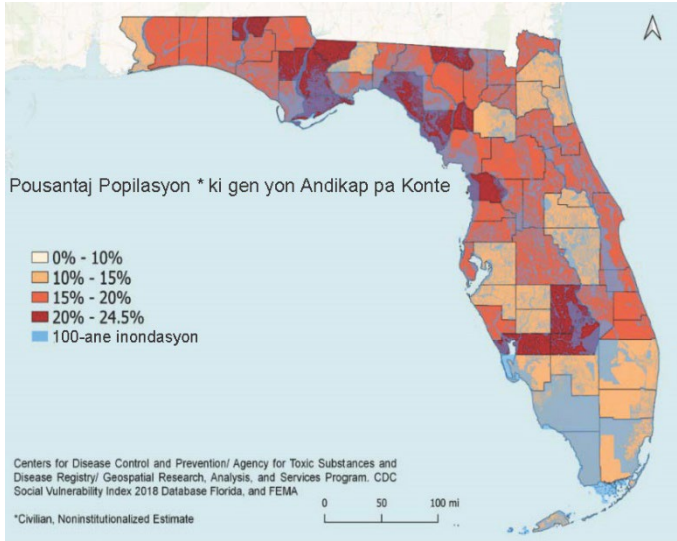 Pousantaj Popilasyon * ki gen yon Andikap pa Konte
0% - 10%
10% - 15%
15% - 20%
20% - 24.5%
100-ane inondasyon
Centers for Disease Control and Prevention/ Agency for Toxic Substances and
Disease Registry/ Geospatial Research, Analysis, and Services Program. CDC
Social Vulnerability Index 2018 Database Florida, and FEMA
*Civilian, Noninstitutionalized Estimate
0 50 100 mi